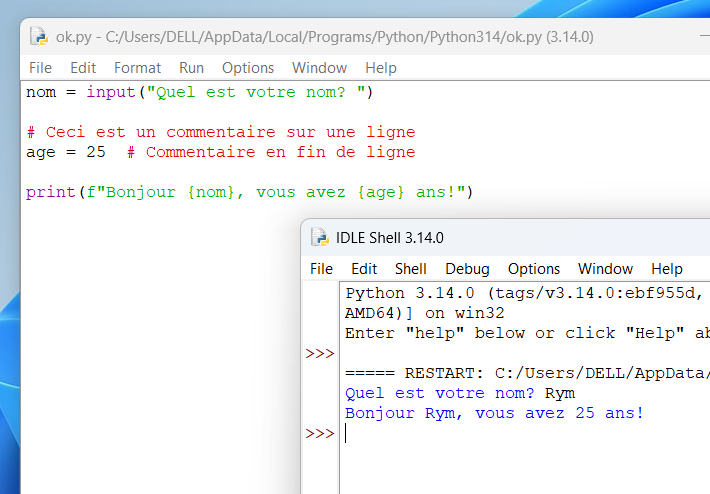 ok.py - C:/Users/DELL/AppData/Local/Programs/Python/Python314/ok.py (3.14.0)
File Edit Format Run Options Window Help
nom = input("Quel est votre nom? ")
# Ceci est un commentaire sur une ligne
age = 25  # Commentaire en fin de ligne
print(f"Bonjour {nom}, vous avez {age} ans!")
IDLE Shell 3.14.0
File Edit Shell Debug Options Window Help
Python 3.14.0 (tags/v3.14.0:ebf955d,
AMD64)] on win32
Enter "help" below or click "Help" ab
>>>
===== RESTART: C:/Users/DELL/AppData/
Quel est votre nom? Rym
Bonjour Rym, vous avez 25 ans!
>>>